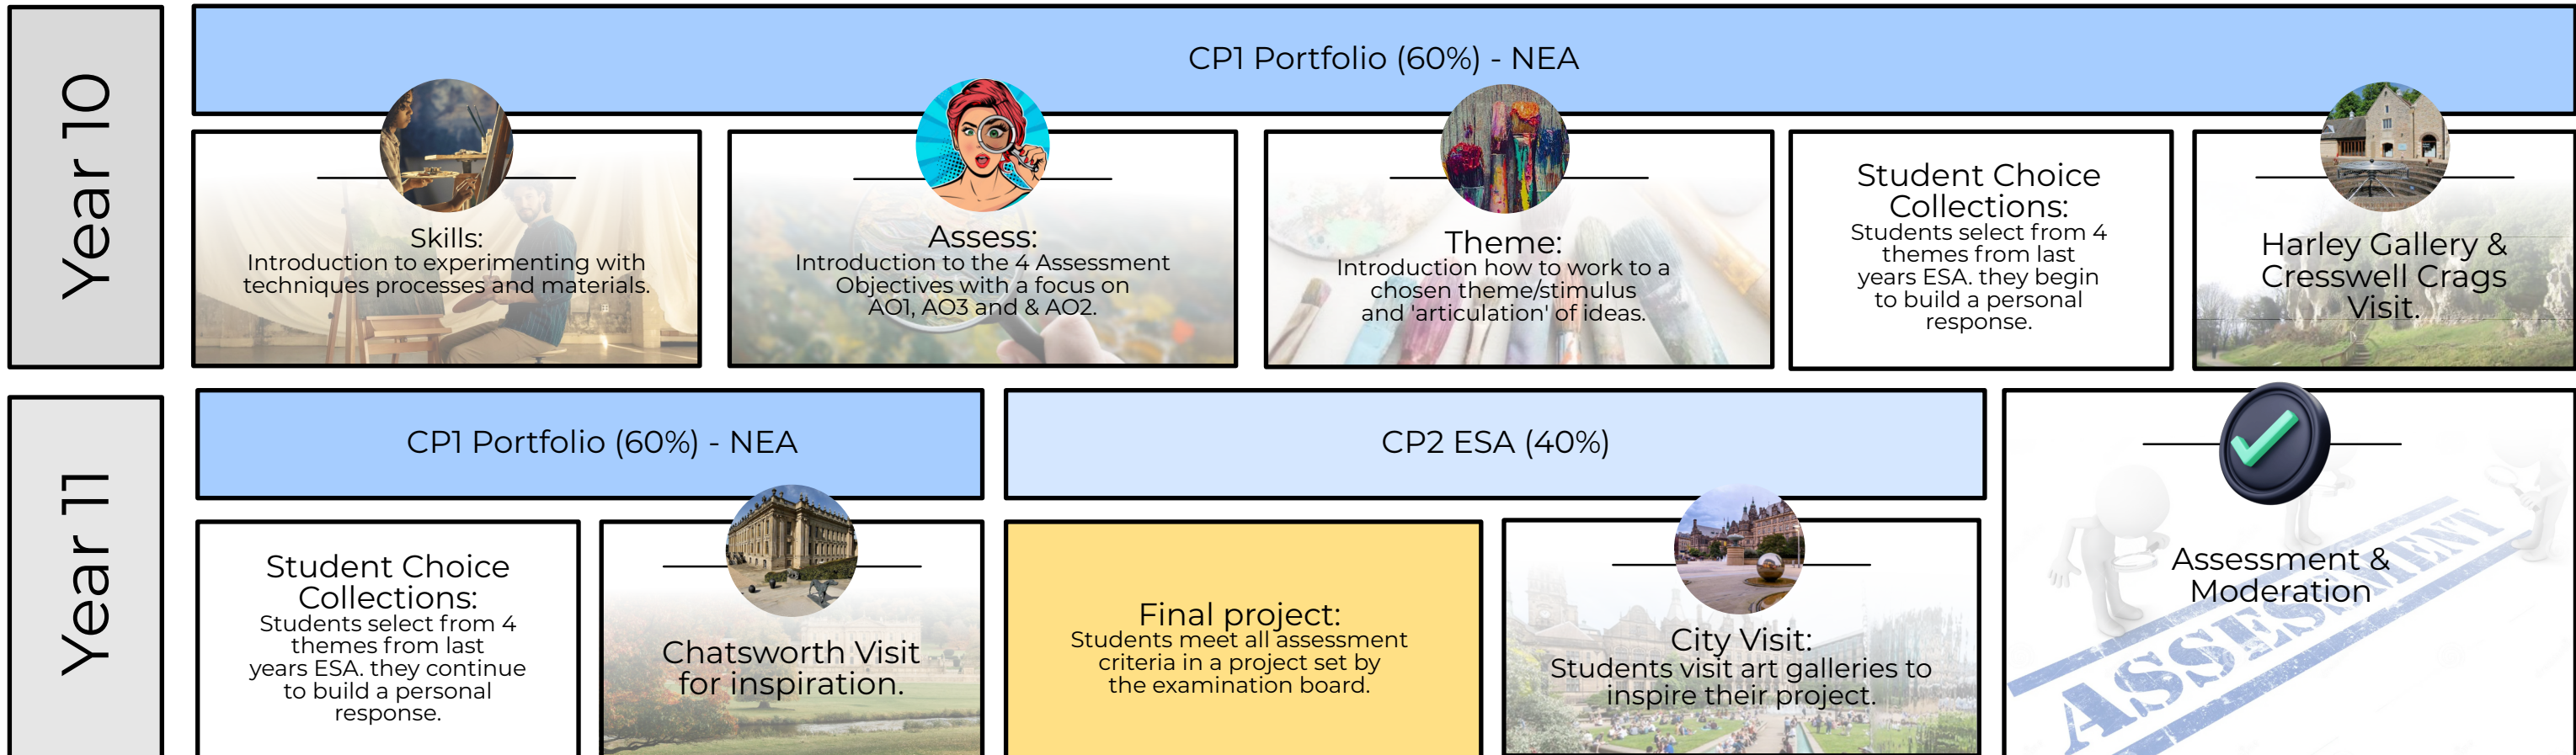 Year 10
CP1 Portfolio (60%) - NEA
Skills:
Introduction to experimenting with
techniques processes and materials.
Assess:
Introduction to the 4 Assessment
Objectives with a focus on
AO1, AO3 and & AO2.
Theme:
Introduction how to work to a
chosen theme/stimulus
and 'articulation' of ideas.
Student Choice
Collections:
Students select from 4
themes from last
years ESA. they begin
to build a personal
response.
Harley Gallery &
Cresswell Crags
Visit.
Year 11
CP1 Portfolio (60%) - NEA
Student Choice
Collections:
Students select from 4
themes from last
years ESA. they continue
to build a personal
response.
Chatsworth Visit
for inspiration.
CP2 ESA (40%)
Final project:
Students meet all assessment
criteria in a project set by
the examination board.
City Visit:
Students visit art galleries to
inspire their project.
Assessment &
Moderation
ASSESSMENT